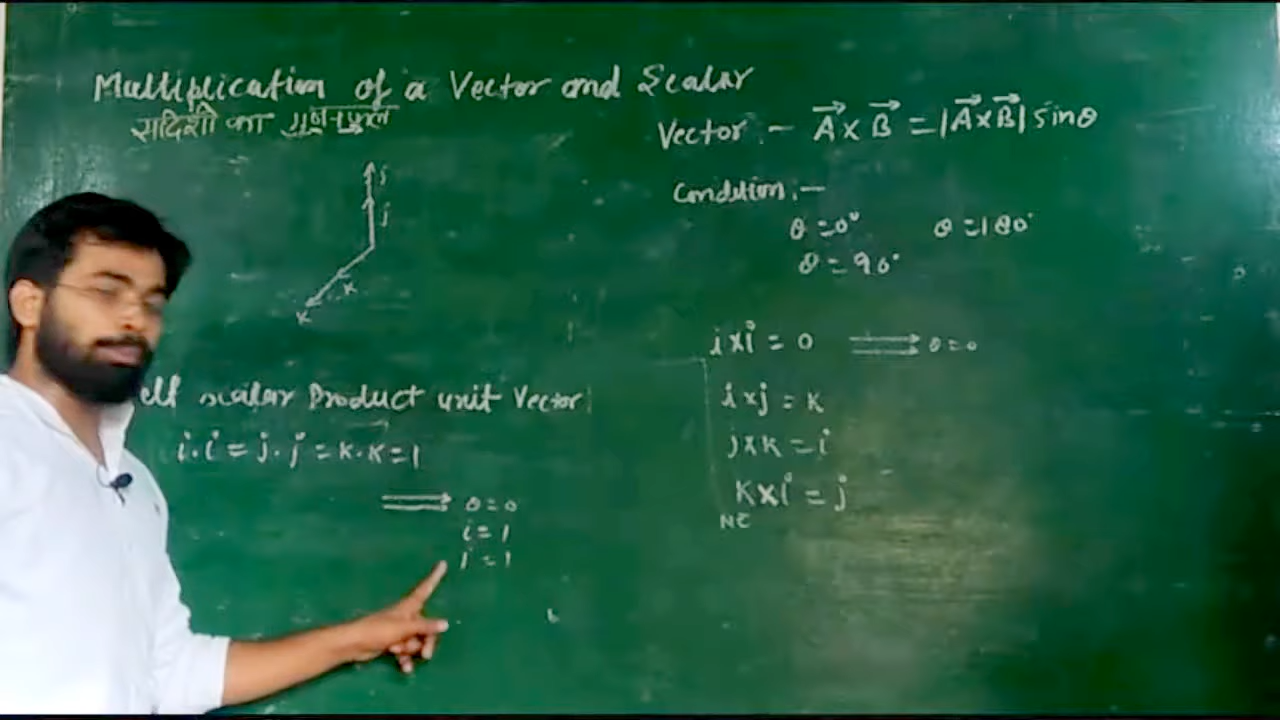 Multiplication of a Vector and Scalar
सदिशो का गुणनफल
j
K
K
elf scalar Product unit Vector
i.i = j.j = K.K = 1
θ = 0
i = 1
i = 1
Vector :- A⃗ × B⃗ = |A⃗ × B⃗| sinθ
Condition :-
θ = 0° θ = 180°
θ = 90°
i × i = 0 θ = 0
i × j = K
j × K = i
K × i = j